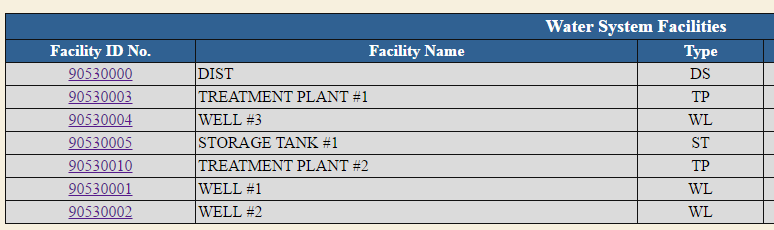 Water System Facilities
Facility ID No. Facility Name Type
90530000 DIST DS
90530003 TREATMENT PLANT #1 TP
90530004 WELL #3 WL
90530005 STORAGE TANK #1 ST
90530010 TREATMENT PLANT #2 TP
90530001 WELL #1 WL
90530002 WELL #2 WL